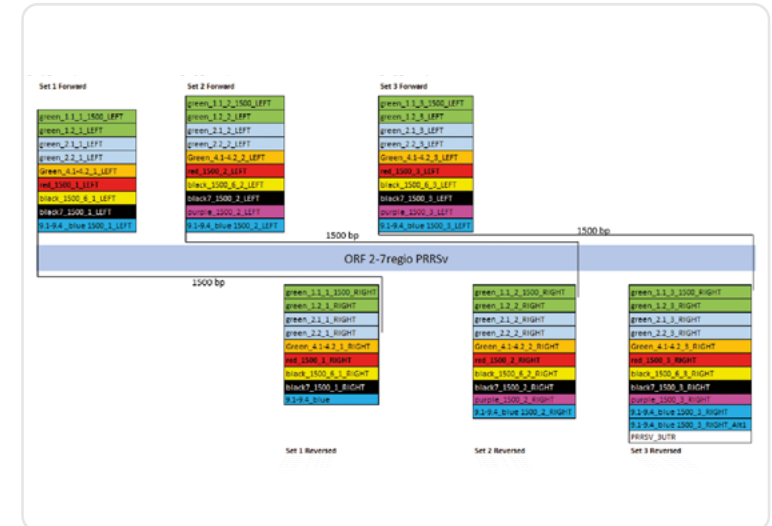 Set 1 Forward
green_1.1_1_1500_LEFT
green_1.2_1_LEFT
green_2.1_1_LEFT
green_2.2_1_LEFT
Green_4.1-4.2_1_LEFT
red_1500_1_LEFT
black_1500_6_1_LEFT
black7_1500_1_LEFT
9.1-9.4_blue 1500_1_LEFT
Set 2 Forward
green_1.1_2_1500_LEFT
green_1.2_2_LEFT
green_2.1_2_LEFT
green_2.2_2_LEFT
Green_4.1-4.2_2_LEFT
red_1500_2_LEFT
black_1500_6_2_LEFT
black7_1500_2_LEFT
purple_1500_2_LEFT
9.1-9.4_blue 1500_2_LEFT
Set 3 Forward
green_1.1_3_1500_LEFT
green_1.2_3_LEFT
green_2.1_3_LEFT
green_2.2_3_LEFT
Green_4.1-4.2_3_LEFT
red_1500_3_LEFT
black_1500_6_3_LEFT
black7_1500_3_LEFT
purple_1500_3_LEFT
9.1-9.4_blue 1500_3_LEFT
1500 bp
1500 bp
ORF 2-7regio PRRSv
1500 bp
green_1.1_1_1500_RIGHT
green_1.2_1_RIGHT
green_2.1_1_RIGHT
green_2.2_1_RIGHT
Green_4.1-4.2_1_RIGHT
red_1500_1_RIGHT
black_1500_6_1_RIGHT
black7_1500_1_RIGHT
9.1-9.4_blue
Set 1 Reversed
green_1.1_2_1500_RIGHT
green_1.2_2_RIGHT
green_2.1_2_RIGHT
green_2.2_2_RIGHT
Green_4.1-4.2_2_RIGHT
red_1500_2_RIGHT
black_1500_6_2_RIGHT
black7_1500_2_RIGHT
purple_1500_2_RIGHT
9.1-9.4_blue 1500_2_RIGHT
Set 2 Reversed
green_1.1_3_1500_RIGHT
green_1.2_3_RIGHT
green_2.1_3_RIGHT
green_2.2_3_RIGHT
Green_4.1-4.2_3_RIGHT
red_1500_3_RIGHT
black_1500_6_3_RIGHT
black7_1500_3_RIGHT
purple_1500_3_RIGHT
9.1-9.4_blue 1500_3_RIGHT
9.1-9.4_blue 1500_3_RIGHT_Alt1
PRRSV_3UTR
Set 3 Reversed